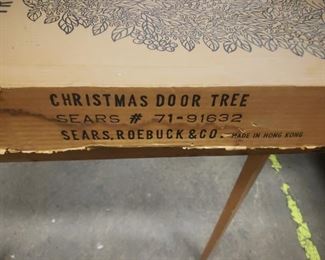 CHRISTMAS DOOR TREE
SEARS # 71-91632
SEARS, ROEBUCK & CO. MADE IN HONG KONG